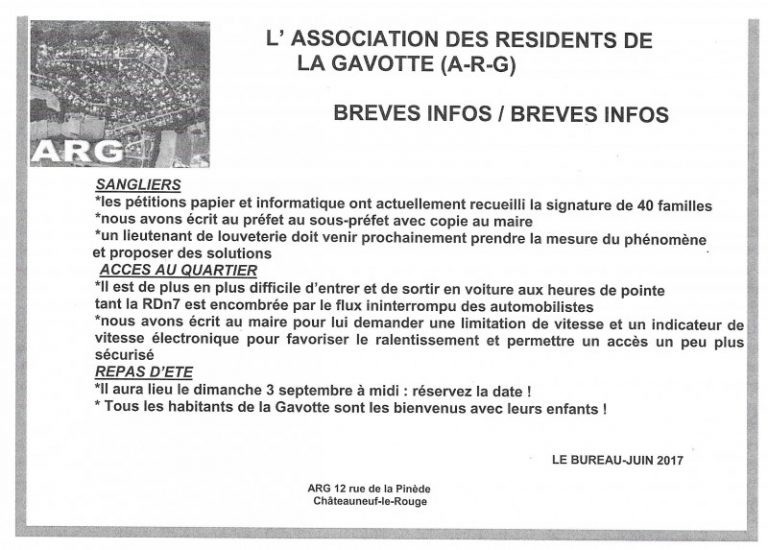 L' ASSOCIATION DES RESIDENTS DE
LA GAVOTTE (A-R-G)
BREVES INFOS / BREVES INFOS
ARG
SANGLIERS
*les pétitions papier et informatique ont actuellement recueilli la signature de 40 familles
*nous avons écrit au préfet au sous-préfet avec copie au maire
*un lieutenant de louveterie doit venir prochainement prendre la mesure du phénomène
et proposer des solutions
ACCES AU QUARTIER
*Il est de plus en plus difficile d'entrer et de sortir en voiture aux heures de pointe
tant la RDn7 est encombrée par le flux ininterrompu des automobilistes
*nous avons écrit au maire pour lui demander une limitation de vitesse et un indicateur de
vitesse électronique pour favoriser le ralentissement et permettre un accès un peu plus
sécurisé
REPAS D'ETE
*Il aura lieu le dimanche 3 septembre à midi : réservez la date !
* Tous les habitants de la Gavotte sont les bienvenus avec leurs enfants !
LE BUREAU-JUIN 2017
ARG 12 rue de la Pinède
Châteauneuf-le-Rouge